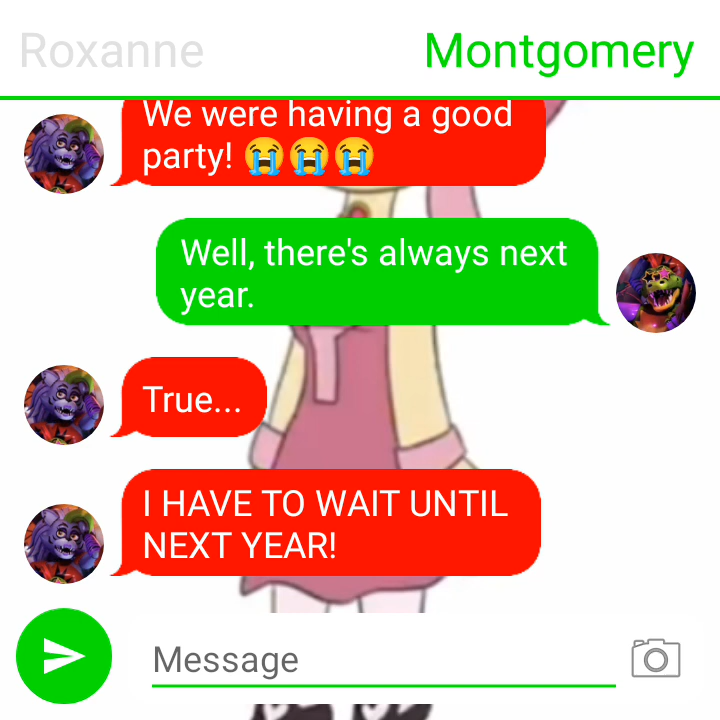 Roxanne Montgomery
We were having a good
party! 😭😭😭
Well, there's always next
year.
True...
I HAVE TO WAIT UNTIL
NEXT YEAR!
Message